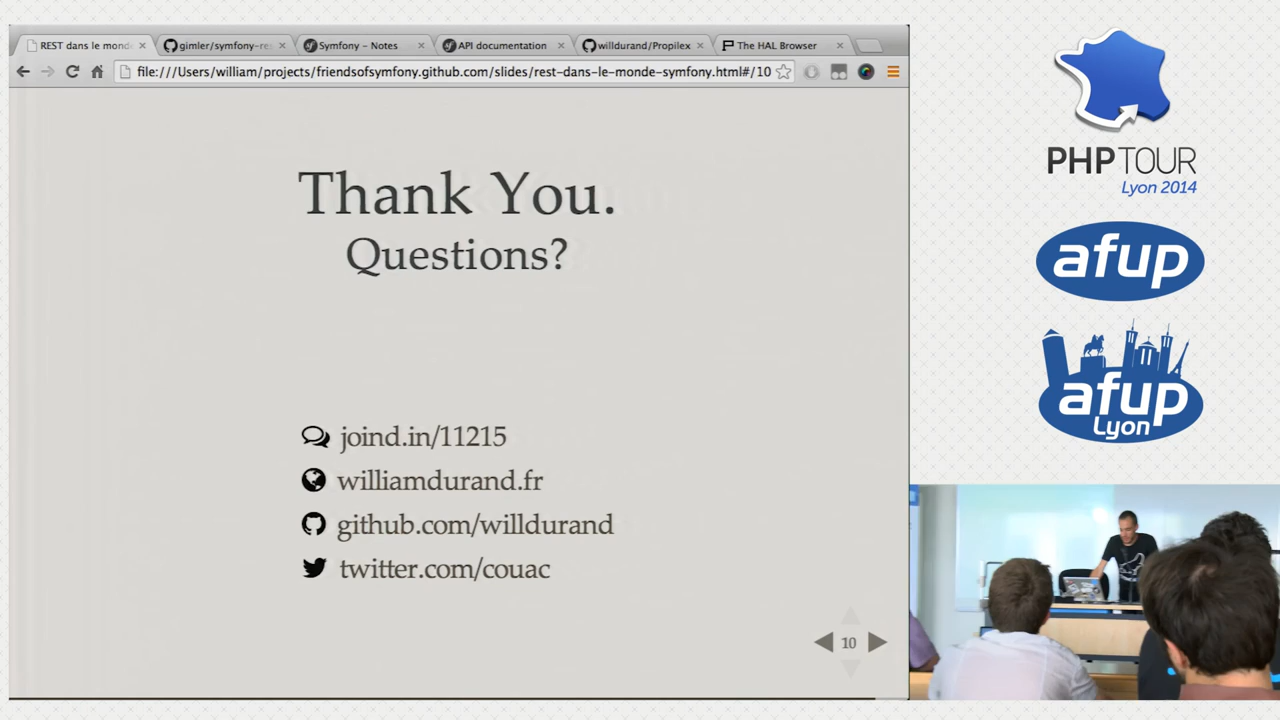 REST dans le mond
gimler/symfony-re
Symfony - Notes
API documentation
willdurand/Propilex
The HAL Browser
file:///Users/william/projects/friendsofsymfony.github.com/slides/rest-dans-le-monde-symfony.html#/10
Thank You.
Questions?
joind.in/11215
williamdurand.fr
github.com/willdurand
twitter.com/couac
10
PHPTOUR
Lyon 2014
afup
afup
Lyon